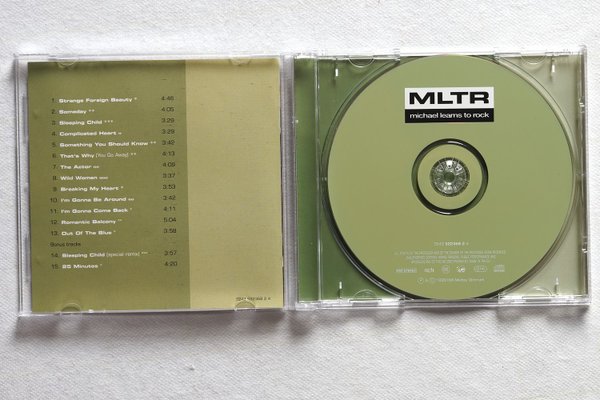 1 Strange Foreign Beauty * 4:46
2 Someday ** 4:05
3 Sleeping Child *** 3:29
4 Complicated Heart 3:29
5 Something You Should Know ** 3:42
6 That's Why [You Go Away] ** 4:13
7 The Actor 4:09
8 Wild Women 3:37
9 Breaking My Heart * 3:53
10 I'm Gonna Be Around 3:42
11 I'm Gonna Come Back * 4:11
12 Romantic Balcony ** 5:04
13 Out Of The Blue * 3:58
Bonus tracks
14 Sleeping Child [special remix] *** 3:57
15 25 Minutes * 4:20
MLTR
michael learns to rock